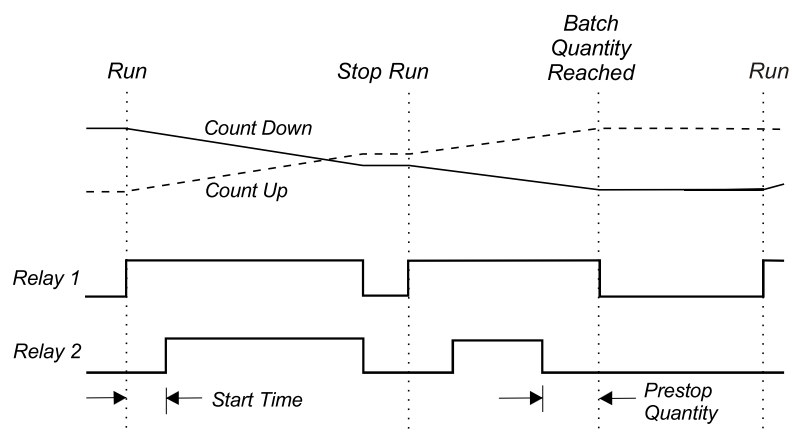 Run
Stop Run
Batch
Quantity
Reached
Run
Count Down
Count Up
Relay 1
Relay 2
Start Time
Prestop
Quantity